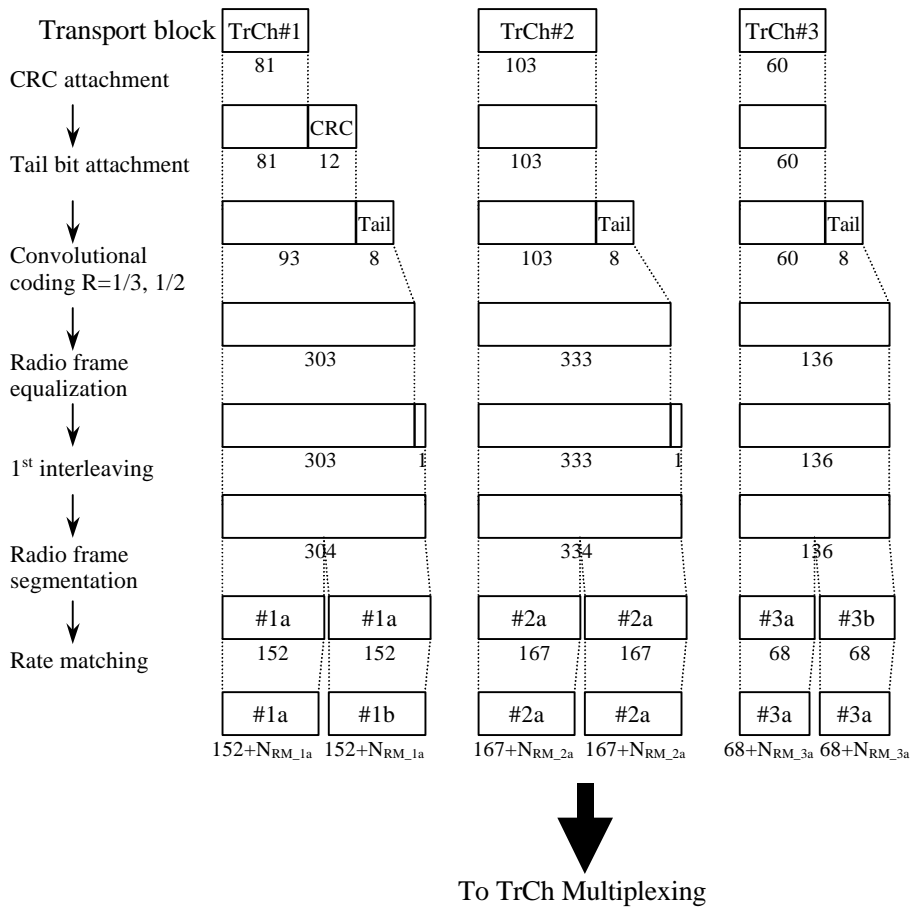 Transport block TrCh#1 TrCh#2 TrCh#3
81 103 60
CRC attachment
CRC
81 12 103 60
Tail bit attachment
Tail Tail Tail
93 8 103 8 60 8
Convolutional
coding R=1/3, 1/2
303 333 136
Radio frame
equalization
303 1 333 1 136
1st interleaving
304 334 136
Radio frame
segmentation
#1a #1a #2a #2a #3a #3b
152 152 167 167 68 68
Rate matching
#1a #1b #2a #2a #3a #3a
152+NRM_1a 152+NRM_1a 167+NRM_2a 167+NRM_2a 68+NRM_3a 68+NRM_3a
To TrCh Multiplexing